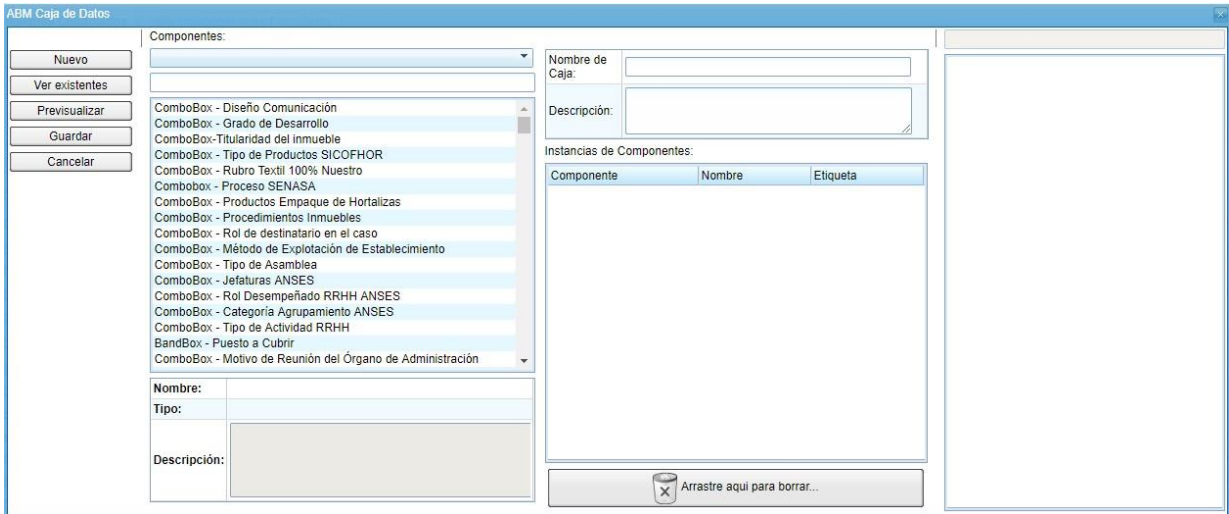 ABM Caja de Datos
Nuevo
Ver existentes
Previsualizar
Guardar
Cancelar
Componentes:
ComboBox - Diseño Comunicación
ComboBox - Grado de Desarrollo
ComboBox-Titularidad del inmueble
ComboBox - Tipo de Productos SICOFHOR
ComboBox - Rubro Textil 100% Nuestro
Combobox - Proceso SENASA
ComboBox - Productos Empaque de Hortalizas
ComboBox - Procedimientos Inmuebles
ComboBox - Rol de destinatario en el caso
ComboBox - Método de Explotación de Establecimiento
ComboBox - Tipo de Asamblea
ComboBox - Jefaturas ANSES
ComboBox - Rol Desempeñado RRHH ANSES
ComboBox - Categoría Agrupamiento ANSES
ComboBox - Tipo de Actividad RRHH
BandBox - Puesto a Cubrir
ComboBox - Motivo de Reunión del Órgano de Administración
Nombre:
Tipo:
Descripción:
Nombre de
Caja:
Descripción:
Instancias de Componentes:
Componente Nombre Etiqueta
Arrastre aqui para borrar...